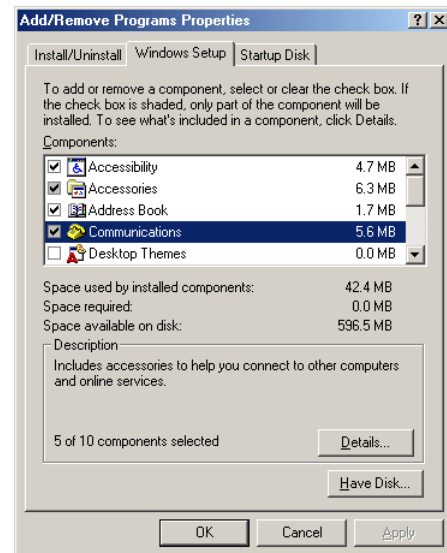 Add/Remove Programs Properties
Install/Uninstall Windows Setup Startup Disk
To add or remove a component, select or clear the check box. If
the check box is shaded, only part of the component will be
installed. To see what's included in a component, click Details.
Components:
Accessibility 4.7 MB
Accessories 6.3 MB
Address Book 1.7 MB
Communications 5.6 MB
Desktop Themes 0.0 MB
Space used by installed components: 42.4 MB
Space required: 0.0 MB
Space available on disk: 596.5 MB
Description
Includes accessories to help you connect to other computers
and online services.
5 of 10 components selected Details...
Have Disk...
OK Cancel Apply